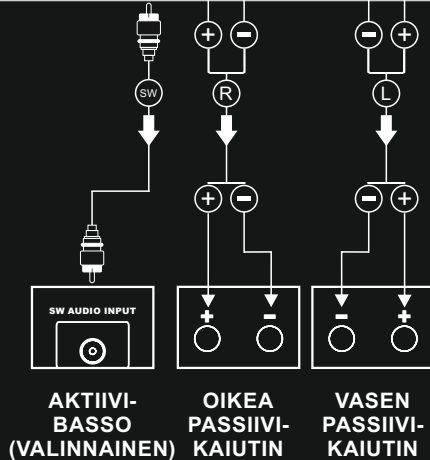 + − − +
SW R L
+ − − +
SW AUDIO INPUT + - - +
AKTIIVI-
BASSO
(VALINNAINEN)
OIKEA
PASSIIVI-
KAIUTIN
VASEN
PASSIIVI-
KAIUTIN